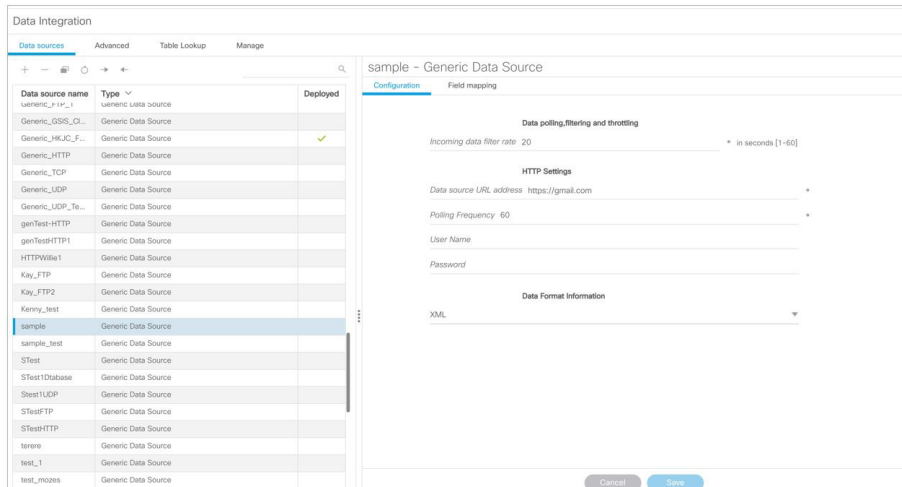 Data Integration
Data sources Advanced Table Lookup Manage
Data source name Type Deployed
Generic_FTP_1 Generic Data Source
Generic_GSIS_Cl... Generic Data Source
Generic_HKJC_F... Generic Data Source
Generic_HTTP Generic Data Source
Generic_TCP Generic Data Source
Generic_UDP Generic Data Source
Generic_UDP_Te... Generic Data Source
genTest-HTTP Generic Data Source
genTestHTTP1 Generic Data Source
HTTPWillie1 Generic Data Source
Kay_FTP Generic Data Source
Kay_FTP2 Generic Data Source
Kenny_test Generic Data Source
sample Generic Data Source
sample_test Generic Data Source
STest Generic Data Source
STest1Dtabase Generic Data Source
Stest1UDP Generic Data Source
STestFTP Generic Data Source
STestHTTP Generic Data Source
terere Generic Data Source
test_1 Generic Data Source
test_mozes Generic Data Source
sample - Generic Data Source
Configuration Field mapping
Data polling,filtering and throttling
Incoming data filter rate 20 * in seconds [1-60]
HTTP Settings
Data source URL address https://gmail.com *
Polling Frequency 60 *
User Name
Password
Data Format Information
XML
Cancel Save